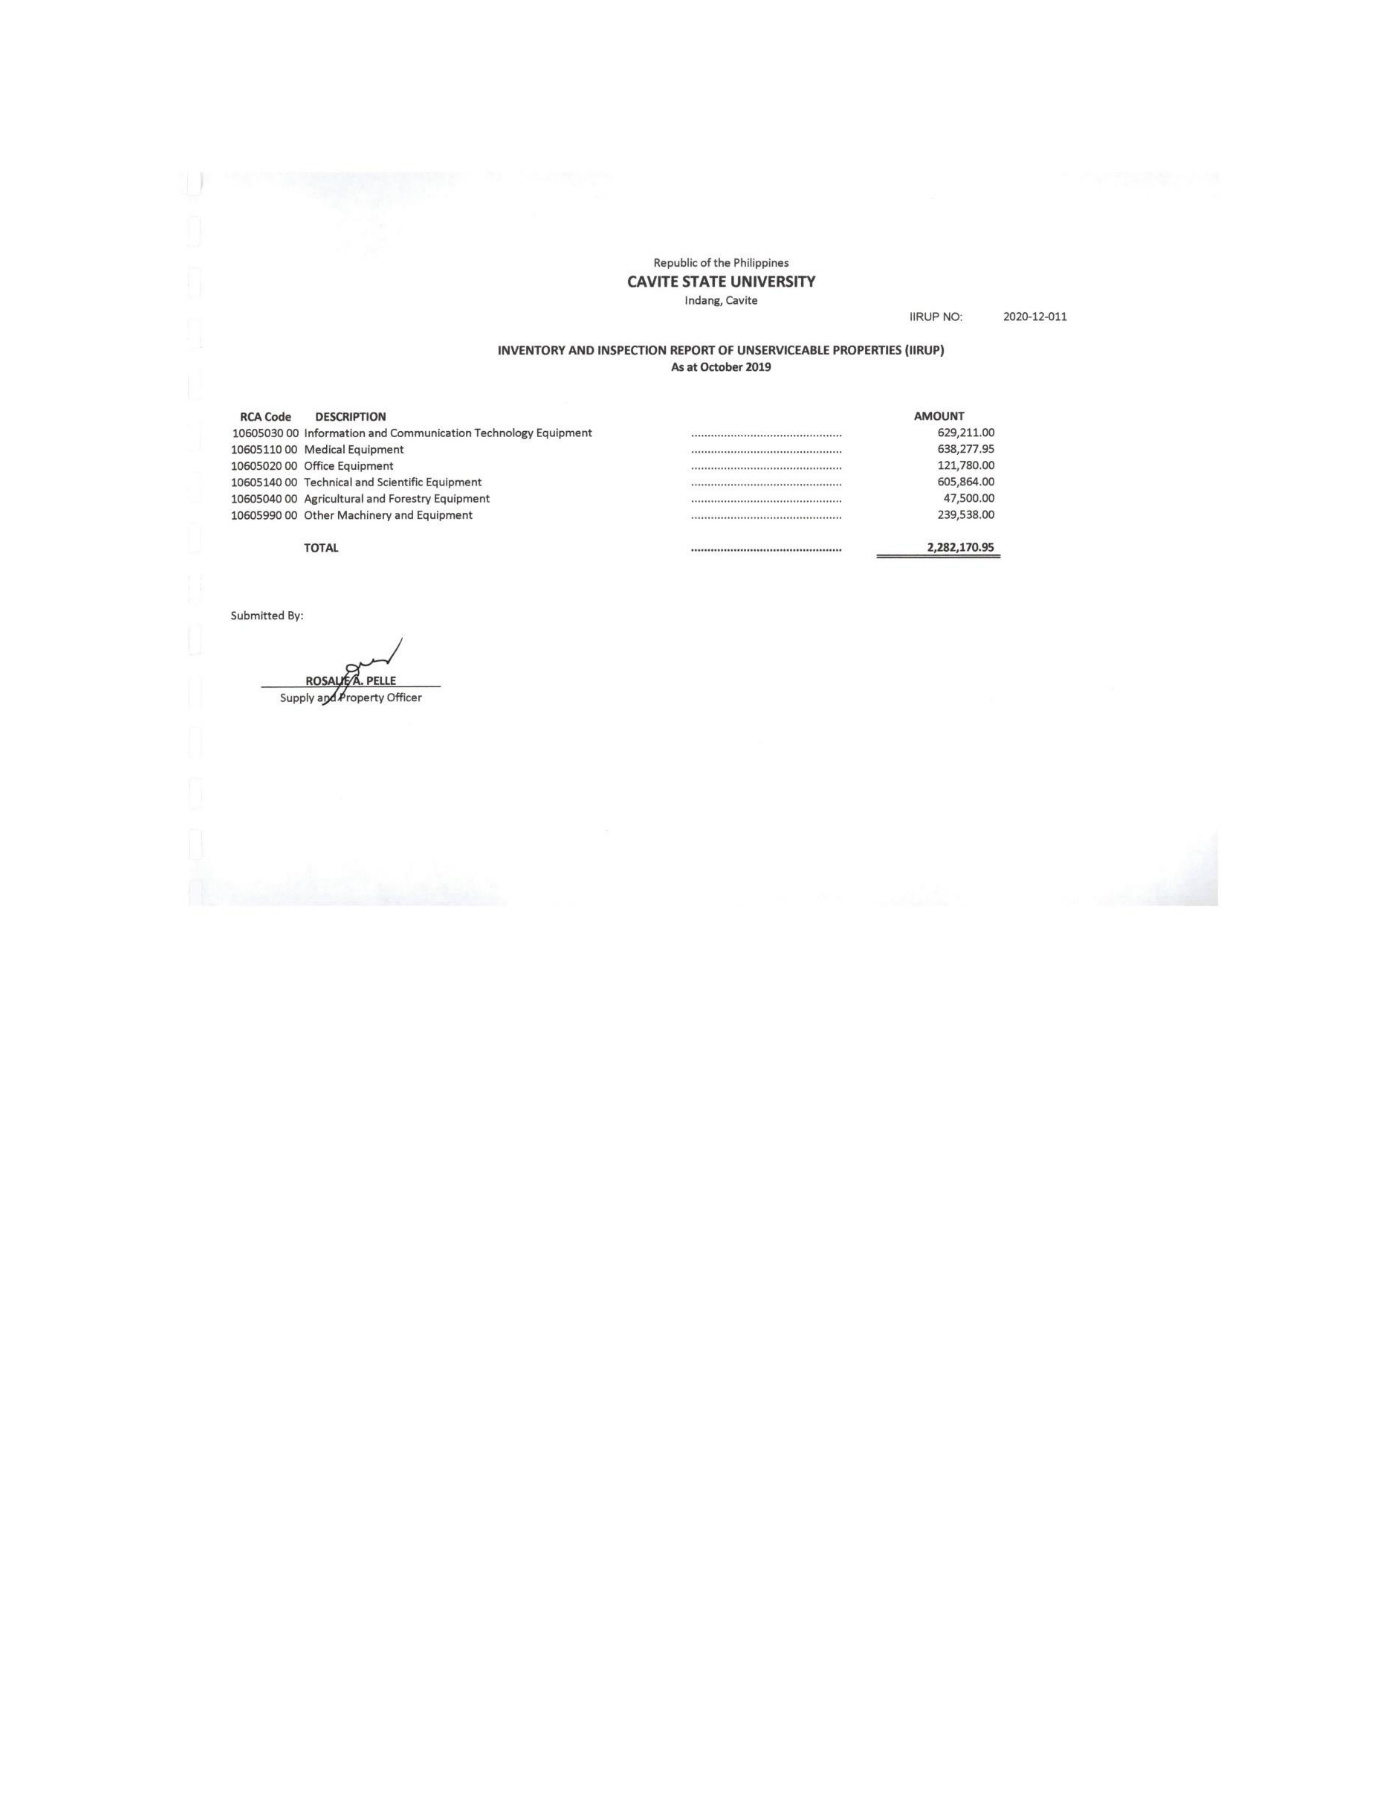 Republic of the Philippines
CAVITE STATE UNIVERSITY
Indang, Cavite
IIRUP NO: 2020-12-011
INVENTORY AND INSPECTION REPORT OF UNSERVICEABLE PROPERTIES (IIRUP)
As at October 2019
RCA Code DESCRIPTION AMOUNT
10605030 00 Information and Communication Technology Equipment ............................................ 629,211.00
10605110 00 Medical Equipment ............................................ 638,277.95
10605020 00 Office Equipment ............................................ 121,780.00
10605140 00 Technical and Scientific Equipment ............................................ 605,864.00
10605040 00 Agricultural and Forestry Equipment ............................................ 47,500.00
10605990 00 Other Machinery and Equipment ............................................ 239,538.00
TOTAL ............................................ 2,282,170.95
Submitted By:
ROSALIE A. PELLE
Supply and Property Officer